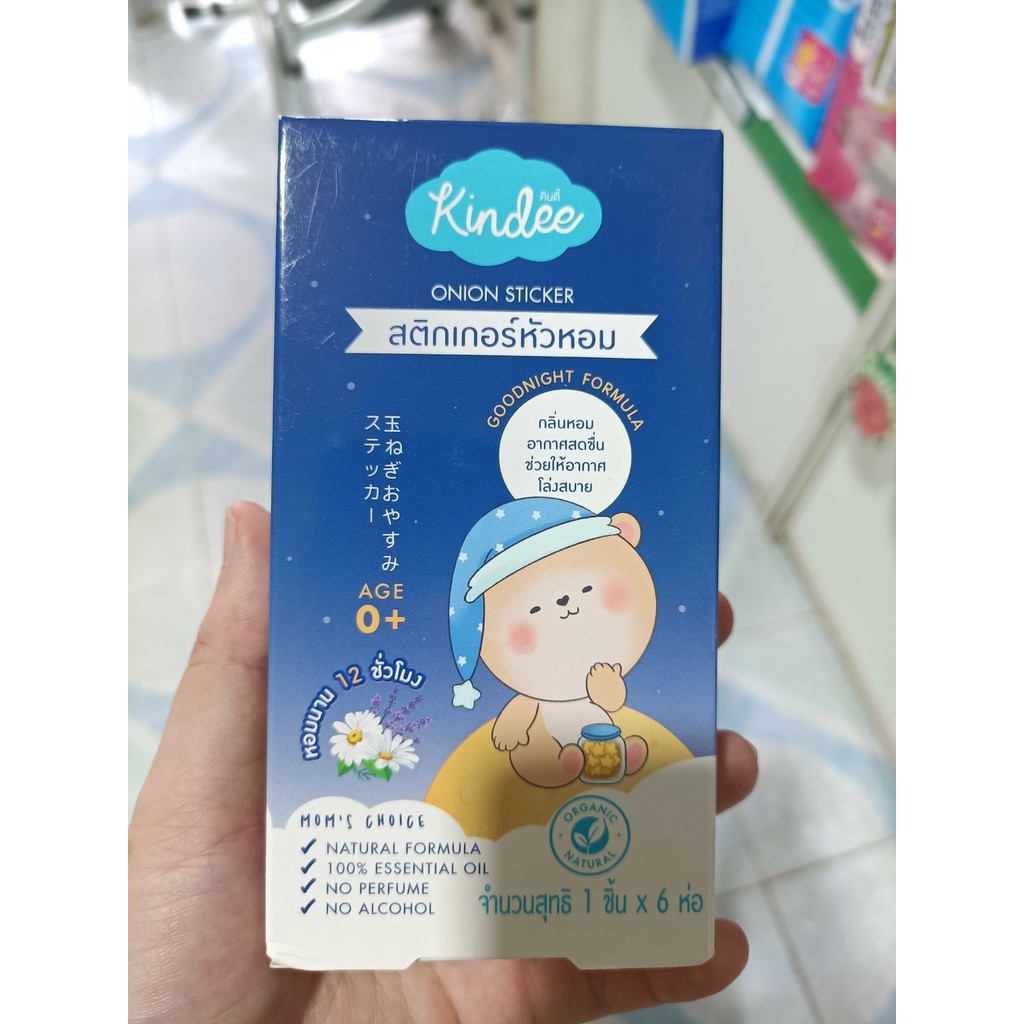 คินดี้
Kindee
ONION STICKER
สติกเกอร์หัวหอม
GOODNIGHT FORMULA
กลิ่นหอม
อากาศสดชื่น
ช่วยให้อากาศ
โล่งสบาย
玉ねぎおやすみ
ステッカー
AGE
0+
หอมนาน 12 ชั่วโมง
MOM'S CHOICE
✓ NATURAL FORMULA
✓ 100% ESSENTIAL OIL
✓ NO PERFUME
✓ NO ALCOHOL
ORGANIC
NATURAL
จำนวนสุทธิ 1 ชิ้น x 6 ห่อ